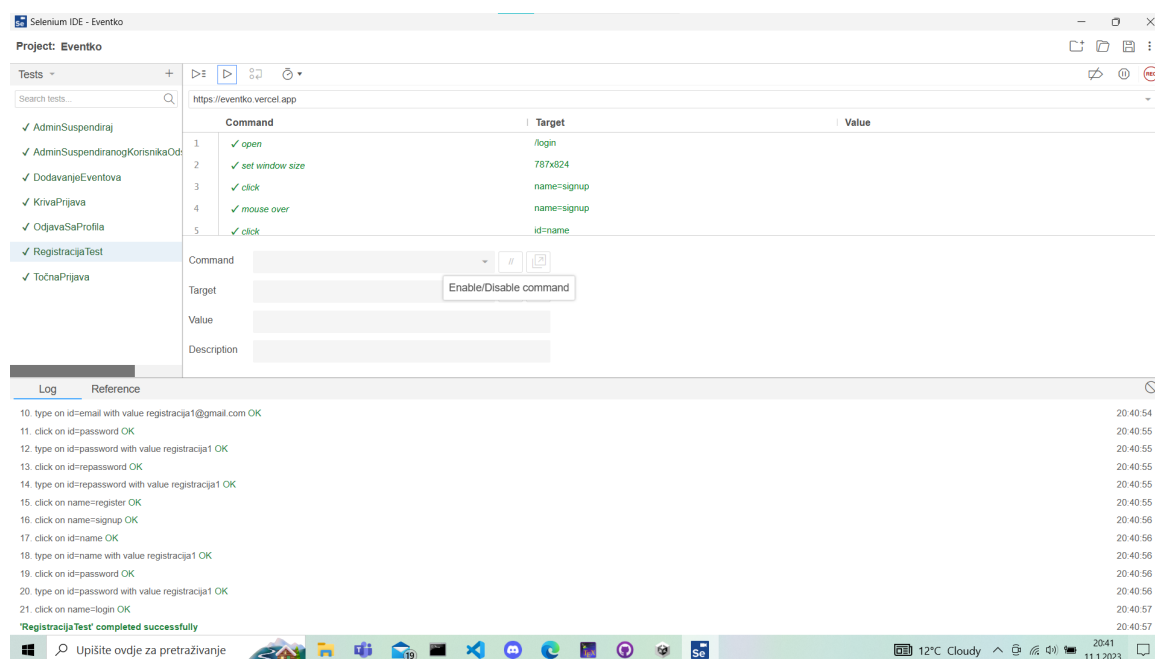 Selenium IDE - Eventko
Project: Eventko
Tests
Search tests...
https://eventko.vercel.app
✓ AdminSuspendiraj
✓ AdminSuspendiranogKorisnikaOd
✓ DodavanjeEventova
✓ KrivaPrijava
✓ OdjavaSaProfila
✓ RegistracijaTest
✓ TočnaPrijava
Command Target Value
1 ✓ open /login
2 ✓ set window size 787x824
3 ✓ click name=signup
4 ✓ mouse over name=signup
5 ✓ click id=name
Command //
Enable/Disable command
Target
Value
Description
REC
Log Reference
10. type on id=email with value registracija1@gmail.com OK 20:40:54
11. click on id=password OK 20:40:55
12. type on id=password with value registracija1 OK 20:40:55
13. click on id=repassword OK 20:40:55
14. type on id=repassword with value registracija1 OK 20:40:55
15. click on name=register OK 20:40:55
16. click on name=signup OK 20:40:56
17. click on id=name OK 20:40:56
18. type on id=name with value registracija1 OK 20:40:56
19. click on id=password OK 20:40:56
20. type on id=password with value registracija1 OK 20:40:56
21. click on name=login OK 20:40:57
'RegistracijaTest' completed successfully 20:40:57
Upišite ovdje za pretraživanje
19
Se
12°C Cloudy
20:41
11.1.2023.